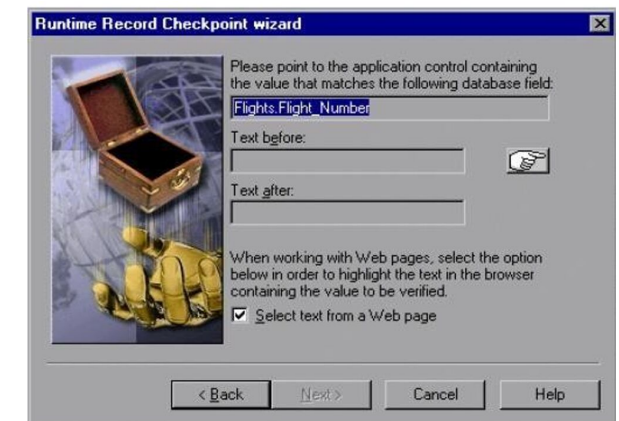 Runtime Record Checkpoint wizard
Please point to the application control containing
the value that matches the following database field:
Flights.Flight_Number
Text before:
Text after:
When working with Web pages, select the option
below in order to highlight the text in the browser
containing the value to be verified.
Select text from a Web page
< Back
Next >
Cancel
Help